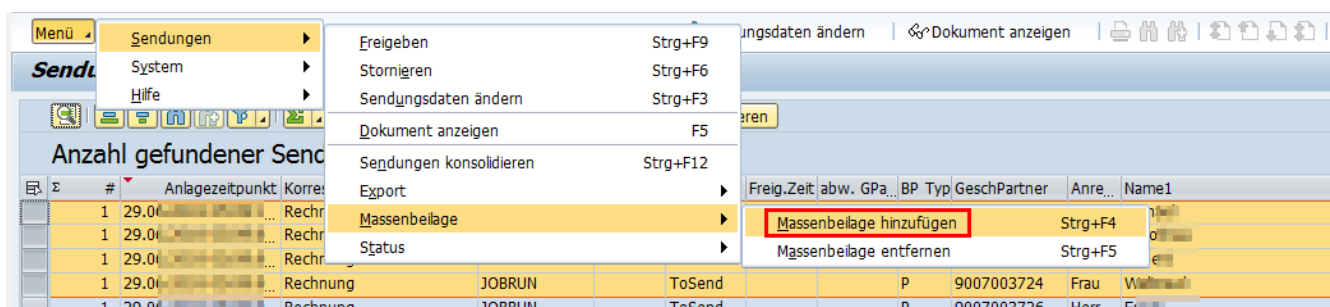 Menü
Sendungen
System
Hilfe
Freigeben Strg+F9
Stornieren Strg+F6
Sendungsdaten ändern Strg+F3
Dokument anzeigen F5
Sendungen konsolidieren Strg+F12
Export
Massenbeilage
Status
Massenbeilage hinzufügen Strg+F4
Massenbeilage entfernen Strg+F5
ungsdaten ändern Dokument anzeigen
Sendu
eren
Anzahl gefundener Send
Σ # Anlagezeitpunkt Korres Freig.Zeit abw. GPa... BP Typ GeschPartner Anre... Name1
1 29.0 ... Rechn
1 29.0 ... Rechn
1 29.0 ... Rechn
1 29.0 ... Rechnung JOBRUN ToSend P 9007003724 Frau
1 29.0 Rechnung JOBRUN ToSend P 9007003726 Herr